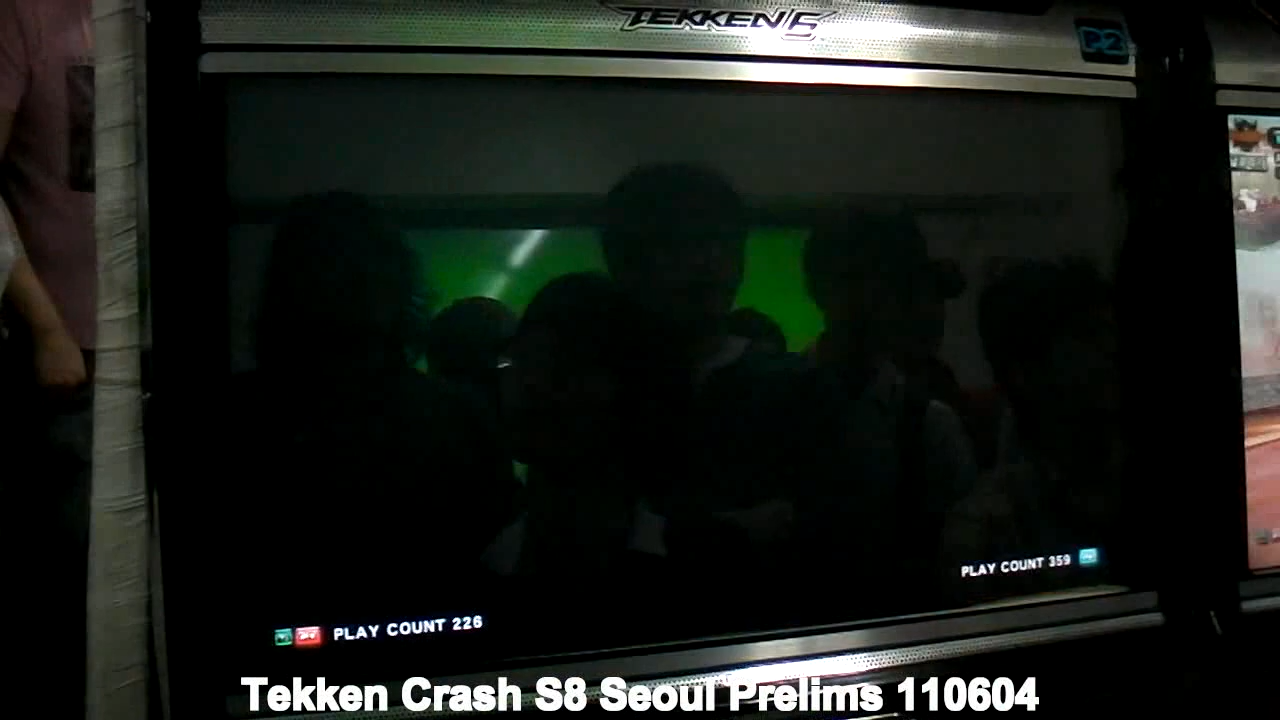 TEKKEN 6
P2
PLAY COUNT 359
PLAY COUNT 226
Tekken Crash S8 Seoul Prelims 110604